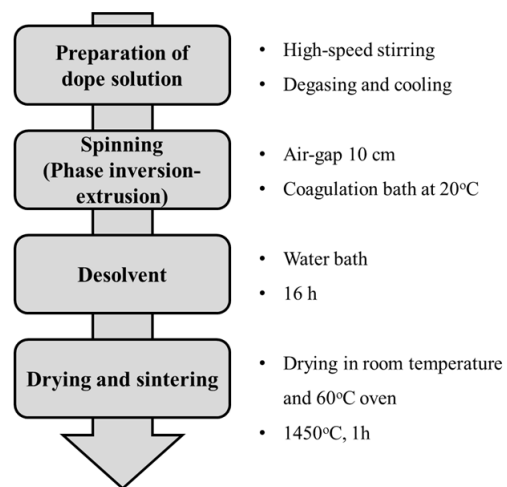 Preparation of
dope solution
• High-speed stirring
• Degasing and cooling
Spinning
(Phase inversion-
extrusion)
• Air-gap 10 cm
• Coagulation bath at 20°C
Desolvent
• Water bath
• 16 h
Drying and sintering
• Drying in room temperature
and 60°C oven
• 1450°C, 1h